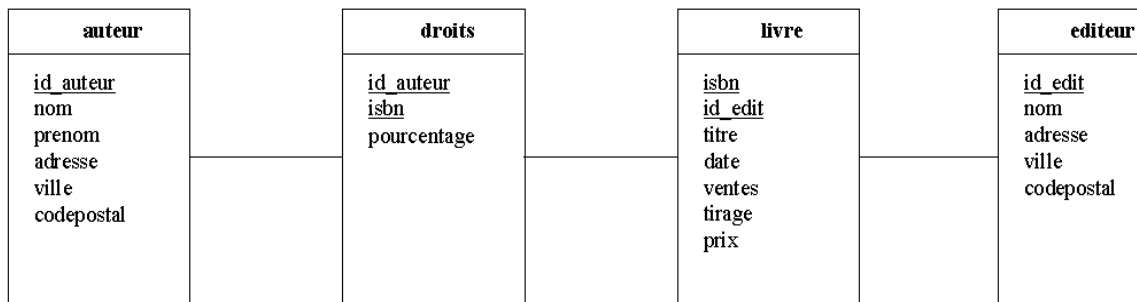 auteur
id_auteur
nom
prenom
adresse
ville
codepostal
droits
id_auteur
isbn
pourcentage
livre
isbn
id_edit
titre
date
ventes
tirage
prix
editeur
id_edit
nom
adresse
ville
codepostal